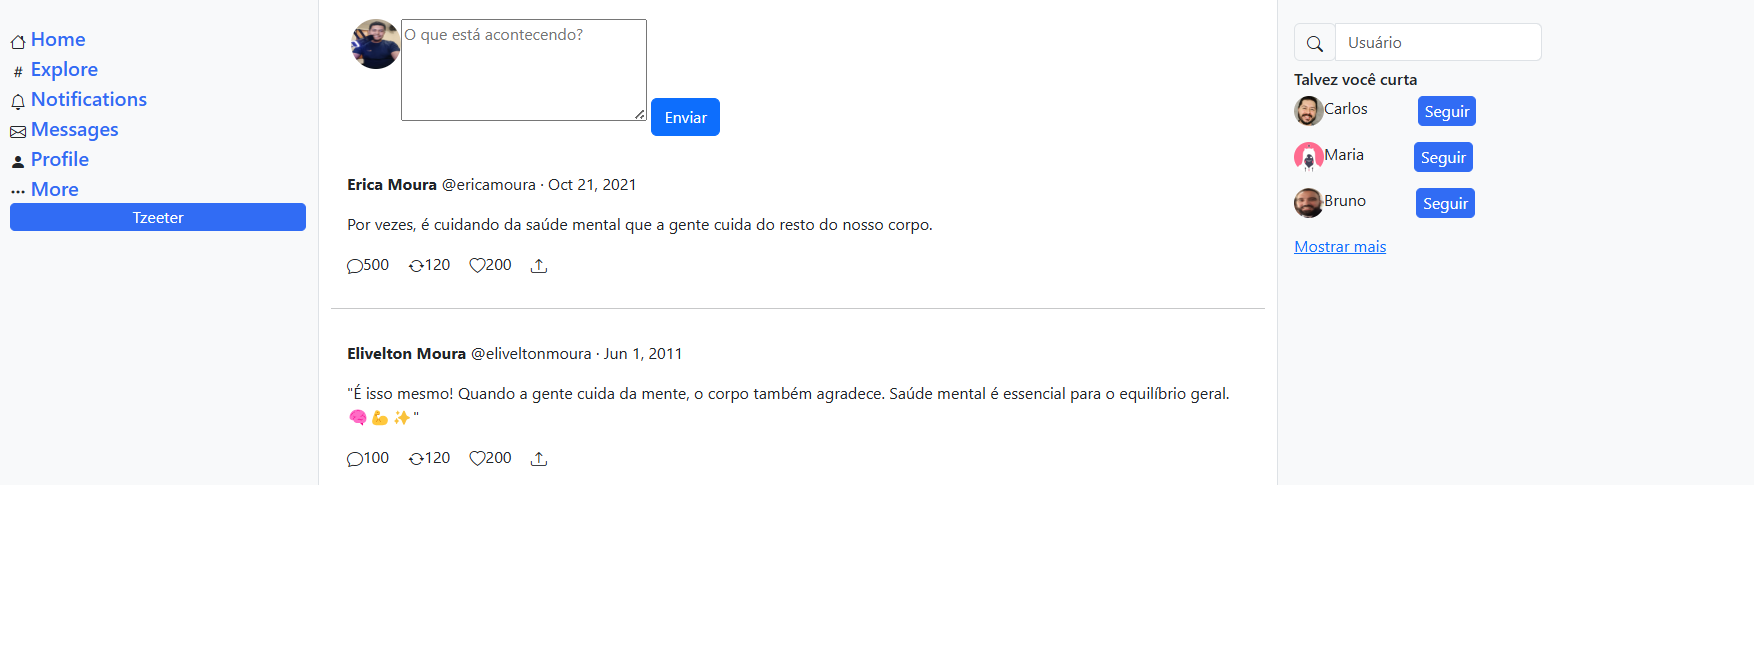 Home
# Explore
Notifications
Messages
Profile
More
Tzeeter
O que está acontecendo?
Enviar
Erica Moura @ericamoura · Oct 21, 2021
Por vezes, é cuidando da saúde mental que a gente cuida do resto do nosso corpo.
500 120 200
Elivelton Moura @eliveltonmoura · Jun 1, 2011
"É isso mesmo! Quando a gente cuida da mente, o corpo também agradece. Saúde mental é essencial para o equilíbrio geral.
🧠💪✨"
100 120 200
Usuário
Talvez você curta
Carlos Seguir
Maria Seguir
Bruno Seguir
Mostrar mais